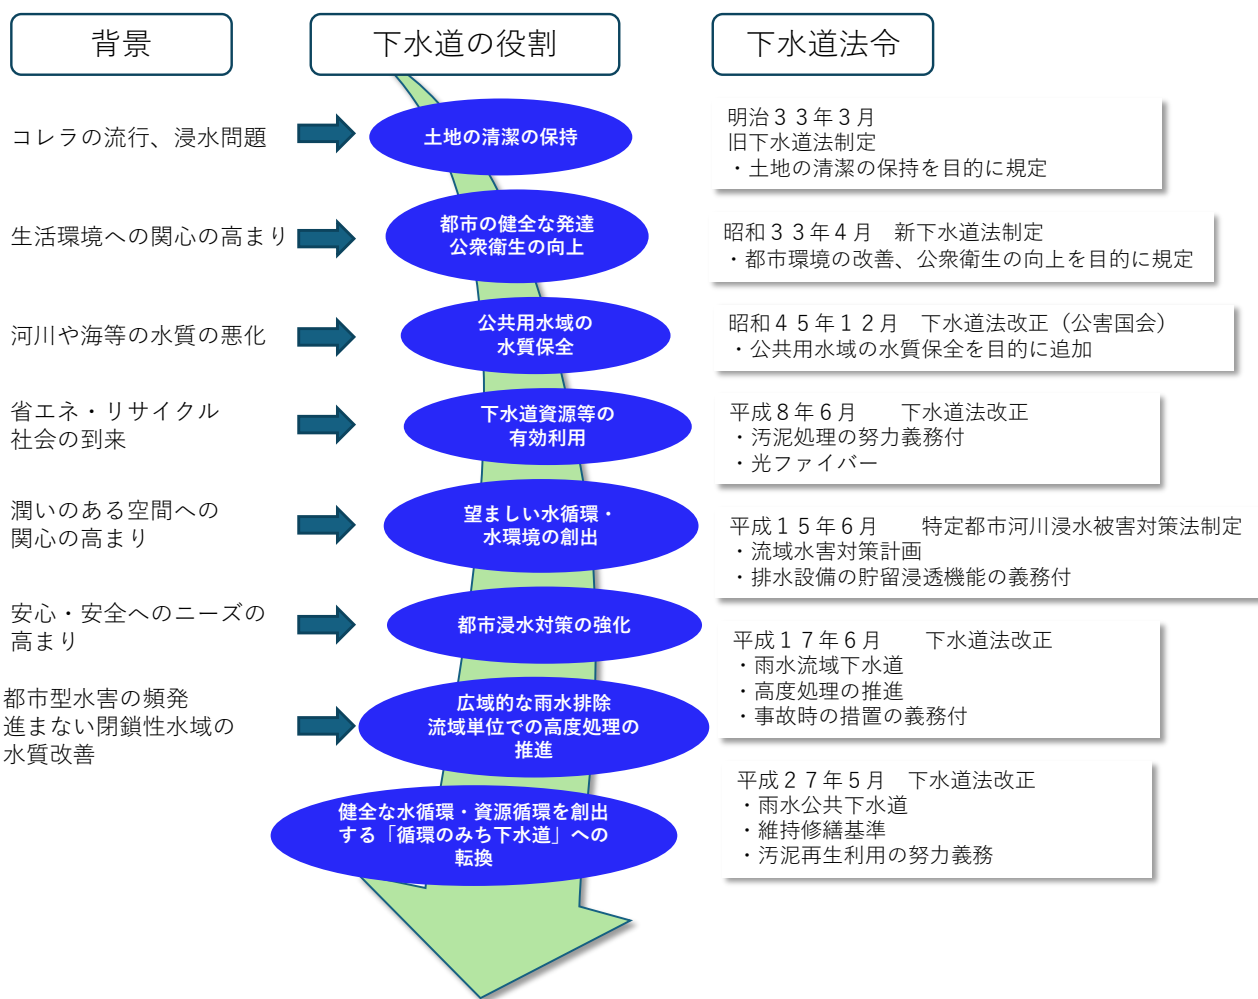 背景
下水道の役割
下水道法令
コレラの流行、浸水問題
土地の清潔の保持
明治３３年３月
旧下水道法制定
・土地の清潔の保持を目的に規定
生活環境への関心の高まり
都市の健全な発達
公衆衛生の向上
昭和３３年４月　新下水道法制定
・都市環境の改善、公衆衛生の向上を目的に規定
河川や海等の水質の悪化
公共用水域の
水質保全
昭和４５年１２月　下水道法改正（公害国会）
・公共用水域の水質保全を目的に追加
省エネ・リサイクル
社会の到来
下水道資源等の
有効利用
平成８年６月　　下水道法改正
・汚泥処理の努力義務付
・光ファイバー
潤いのある空間への
関心の高まり
望ましい水循環・
水環境の創出
平成１５年６月　　特定都市河川浸水被害対策法制定
・流域水害対策計画
・排水設備の貯留浸透機能の義務付
安心・安全へのニーズの
高まり
都市浸水対策の強化
平成１７年６月　　下水道法改正
・雨水流域下水道
・高度処理の推進
・事故時の措置の義務付
都市型水害の頻発
進まない閉鎖性水域の
水質改善
広域的な雨水排除
流域単位での高度処理の
推進
平成２７年５月　下水道法改正
・雨水公共下水道
・維持修繕基準
・汚泥再生利用の努力義務
健全な水循環・資源循環を創出
する「循環のみち下水道」への
転換